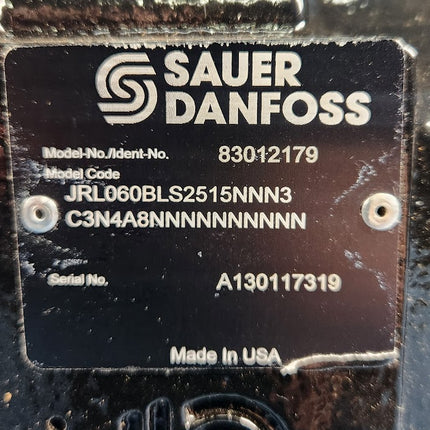 SAUER
DANFOSS
Model-No./Ident-No. 83012179
Model Code
JRL060BLS2515NNN3
C3N4A8NNNNNNNNNN
Serial No. A130117319
Made In USA